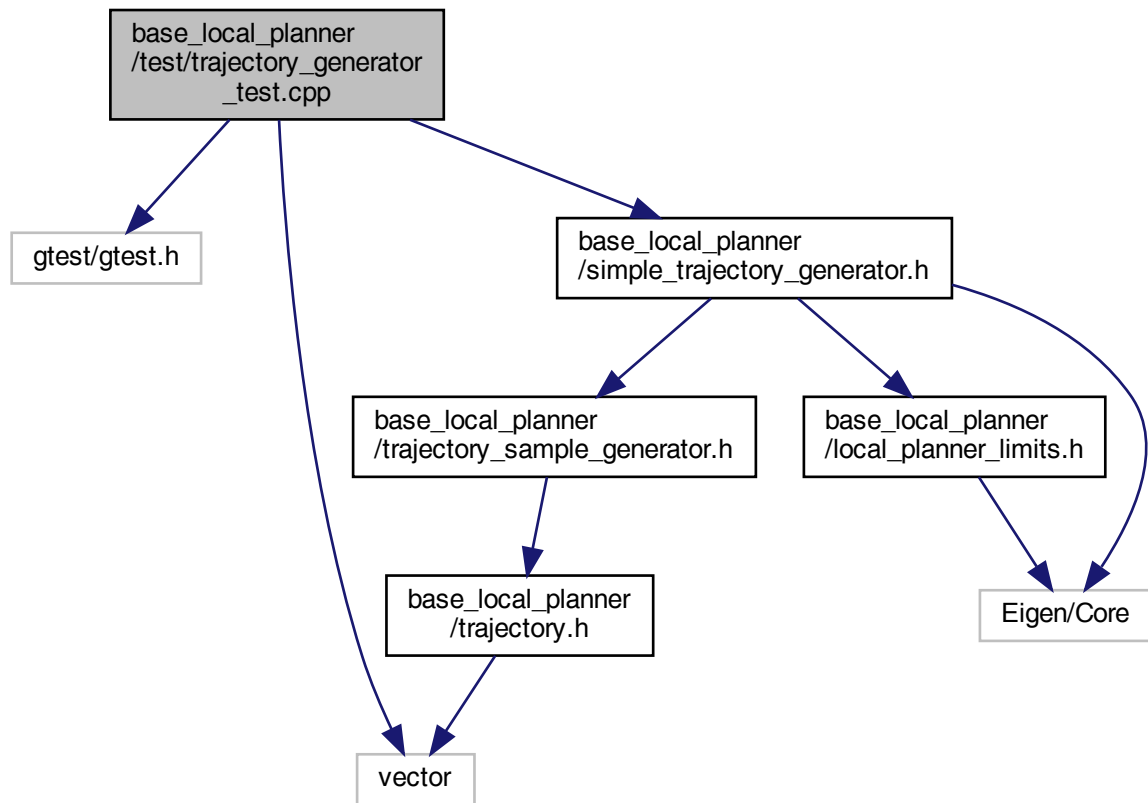 base_local_planner
/test/trajectory_generator
_test.cpp
gtest/gtest.h
base_local_planner
/simple_trajectory_generator.h
base_local_planner
/trajectory_sample_generator.h
base_local_planner
/local_planner_limits.h
base_local_planner
/trajectory.h
Eigen/Core
vector